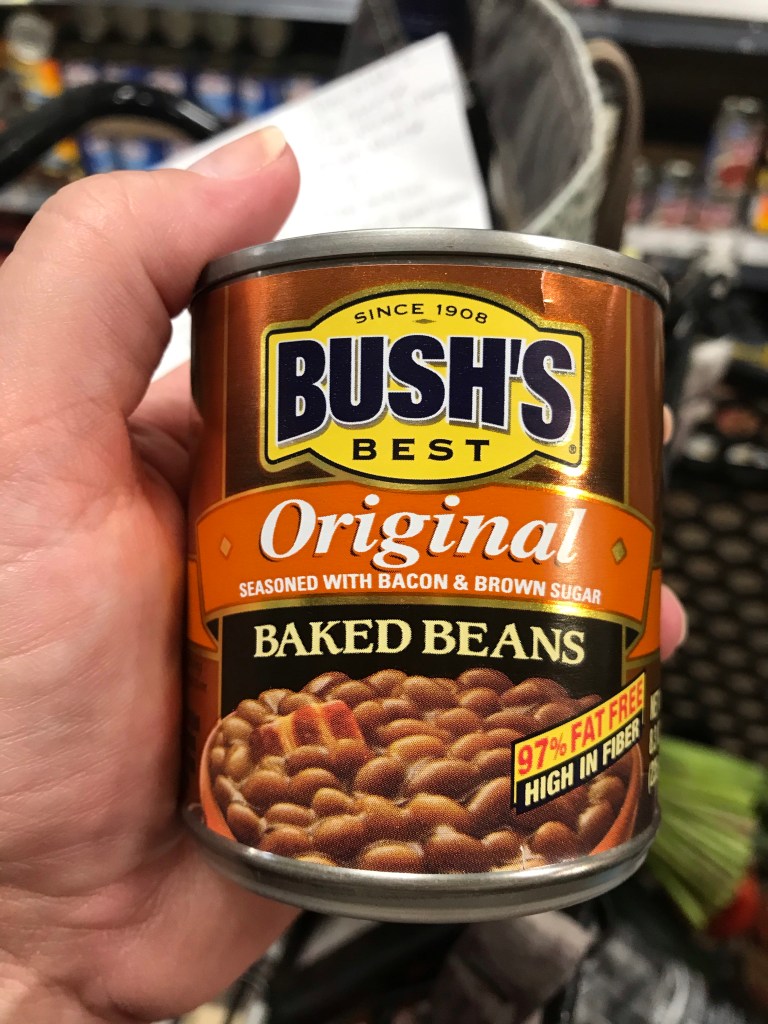 SINCE 1908
BUSH'S
BEST
®
Original
SEASONED WITH BACON & BROWN SUGAR
BAKED BEANS
97% FAT FREE
HIGH IN FIBER